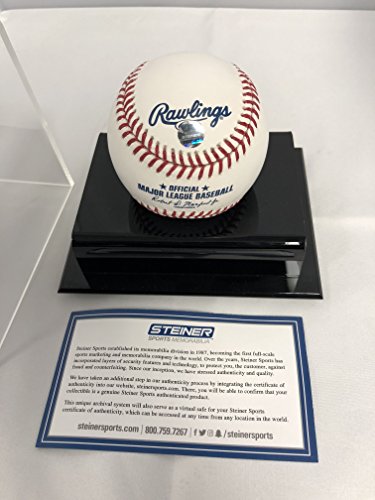 Rawlings
OFFICIAL
MAJOR LEAGUE BASEBALL
Robert D. Manfred Jr.
STEINER
SPORTS MEMORABILIA
Steiner Sports established its memorabilia division in 1987, becoming the first full-scale
sports marketing and memorabilia company in the world. Over the years, Steiner Sports has
incorporated layers of security features and technology, to protect you, the customer, against
fraud and counterfeiting. Since our inception, we have stressed authenticity and quality.
We have taken an additional step in our authenticity process by integrating the certificate of
authenticity into our website, steinersports.com. There, you will be able to confirm that your
collectible is a genuine Steiner Sports authenticated product.
This unique archival system will also serve as a virtual safe for your Steiner Sports
certificate of authenticity, which can be accessed at any time from any location in the world.
steinersports.com | 800.759.7267 | /steinersports